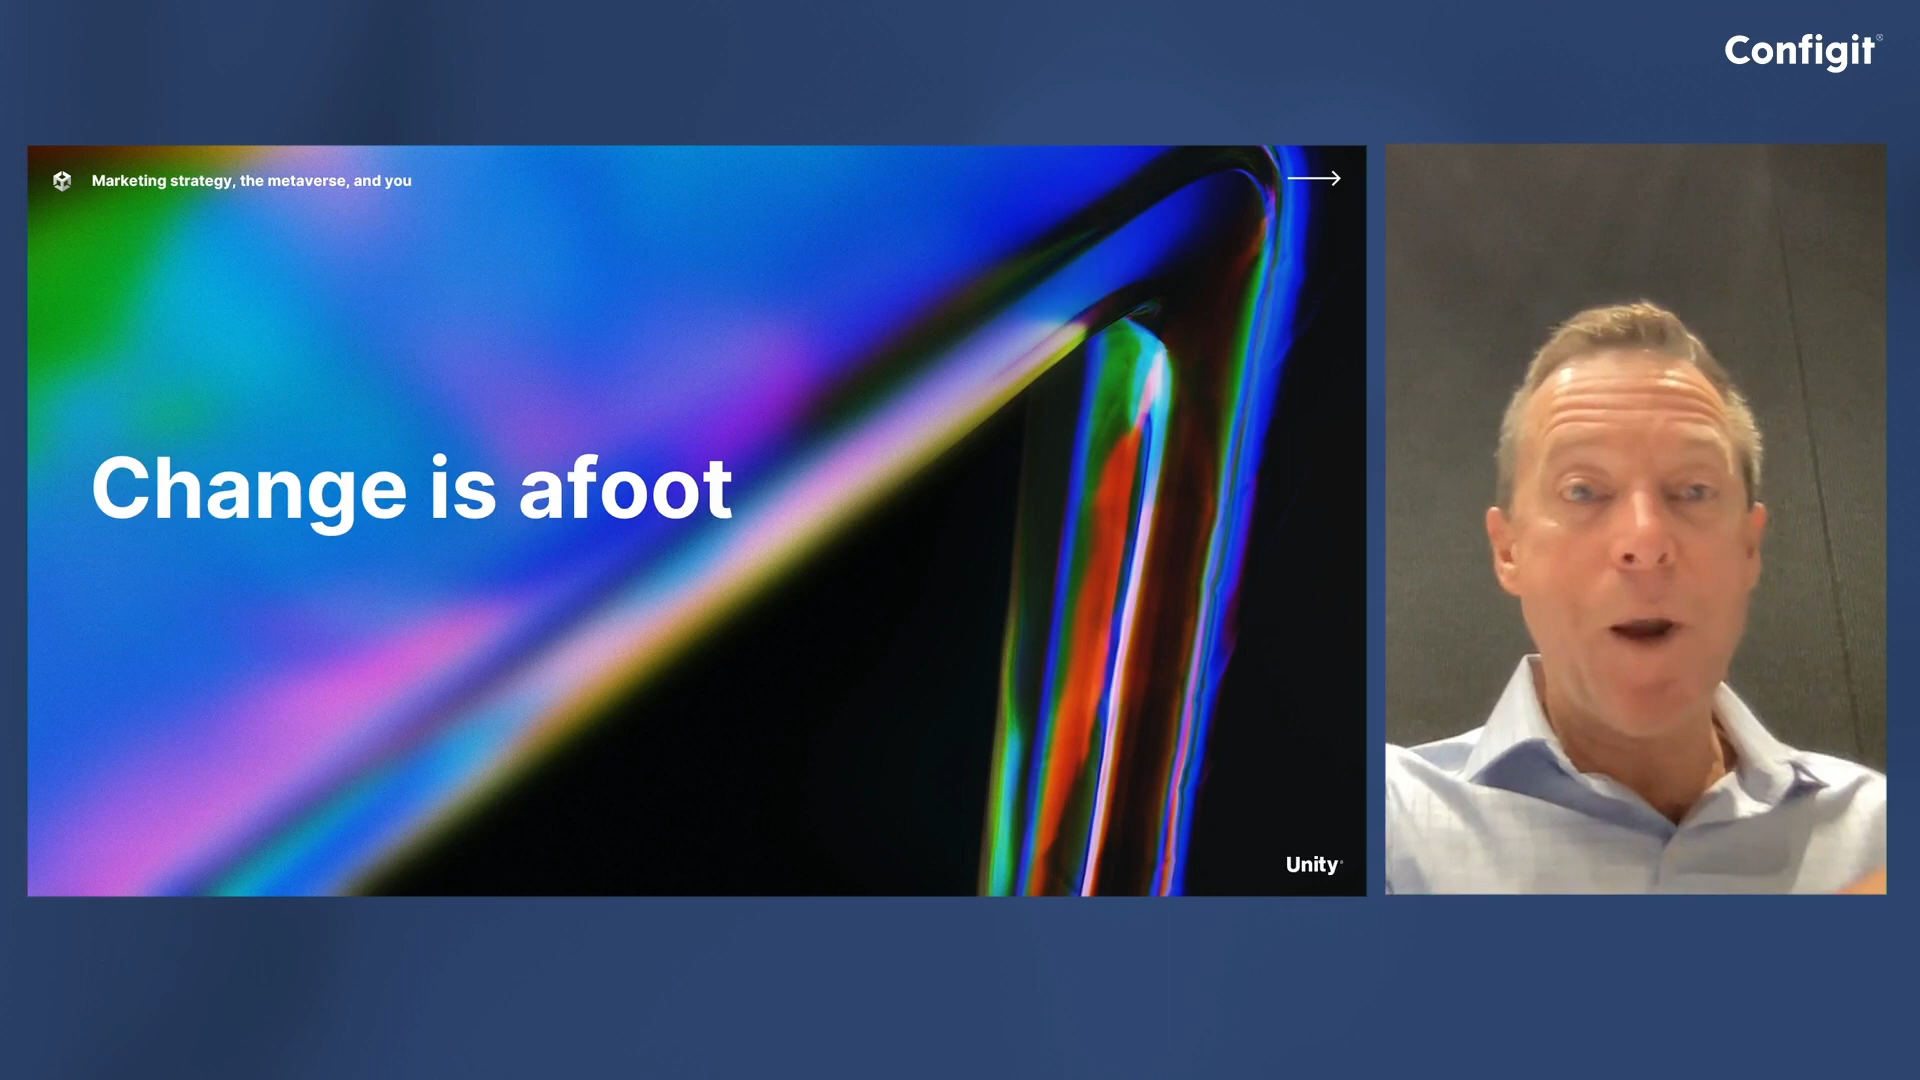 Configit
Marketing strategy, the metaverse, and you
Change is afoot
Unity